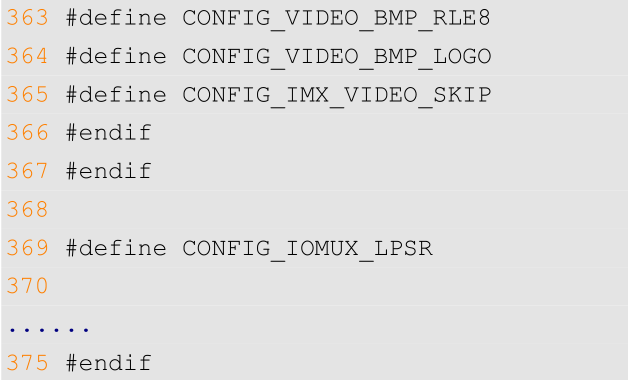 363 #define CONFIG_VIDEO_BMP_RLE8
364 #define CONFIG_VIDEO_BMP_LOGO
365 #define CONFIG_IMX_VIDEO_SKIP
366 #endif
367 #endif
368
369 #define CONFIG_IOMUX_LPSR
370
......
375 #endif